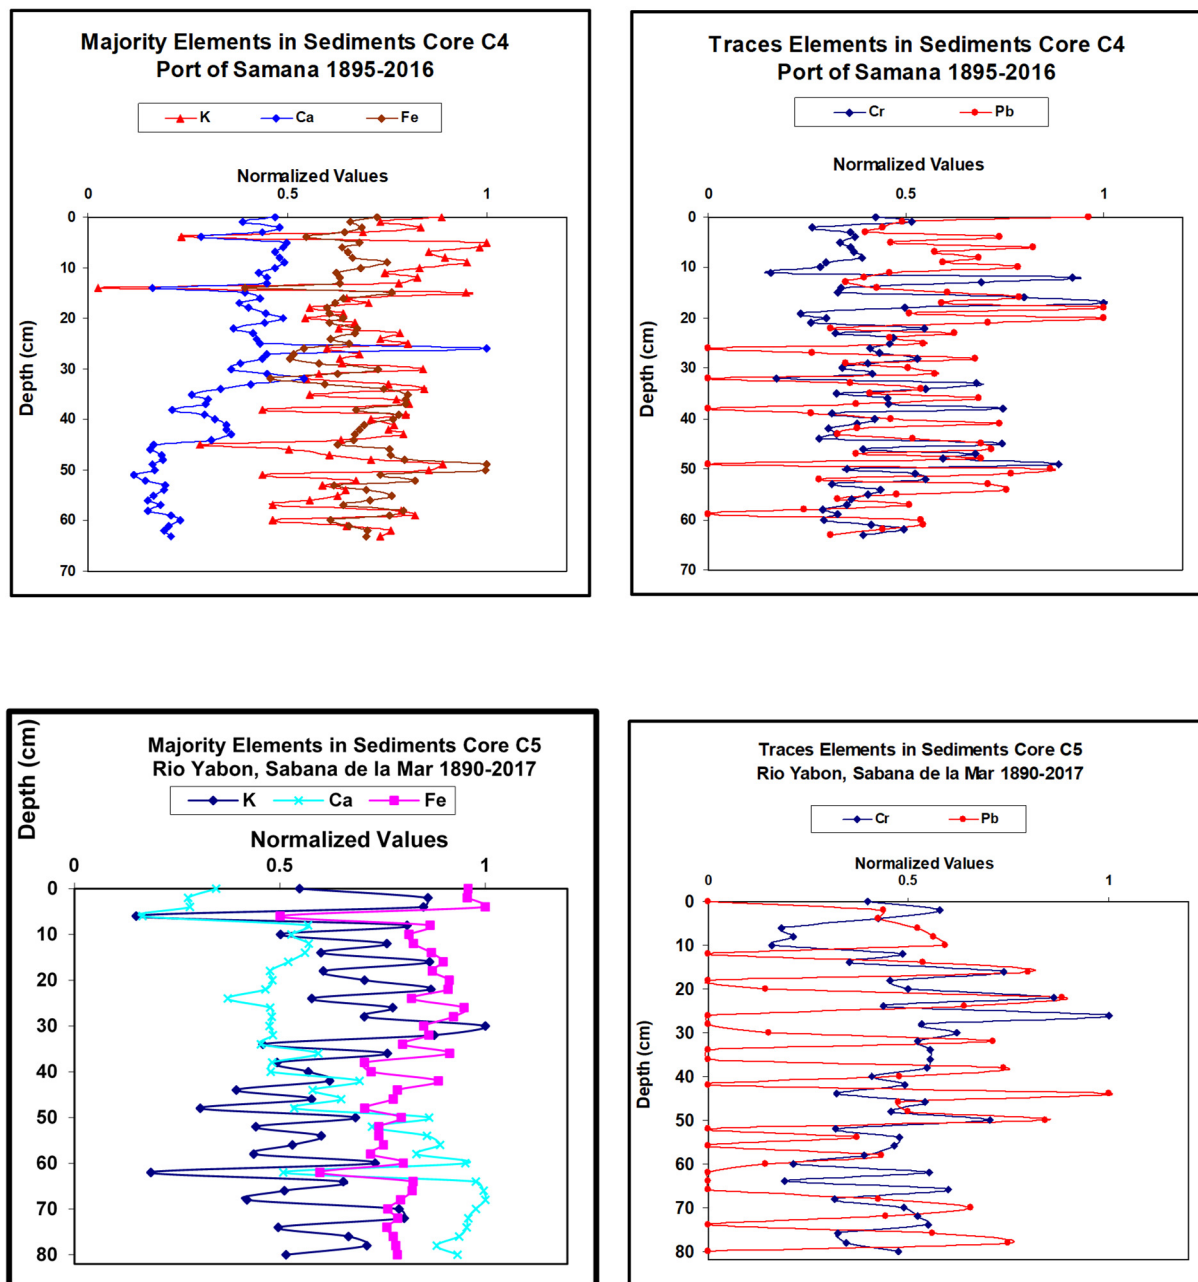 Majority Elements in Sediments Core C4
Port of Samana 1895-2016
K Ca Fe
Normalized Values
0 0.5 1
0
10
20
30
40
50
60
70
Depth (cm)
Traces Elements in Sediments Core C4
Port of Samana 1895-2016
Cr Pb
Normalized Values
0 0.5 1
0
10
20
30
40
50
60
70
Depth (cm)
Majority Elements in Sediments Core C5
Rio Yabon, Sabana de la Mar 1890-2017
K Ca Fe
Normalized Values
0 0.5 1
0
10
20
30
40
50
60
70
80
Depth (cm)
Traces Elements in Sediments Core C5
Rio Yabon, Sabana de la Mar 1890-2017
Cr Pb
Normalized Values
0 0.5 1
0
10
20
30
40
50
60
70
80
Depth (cm)